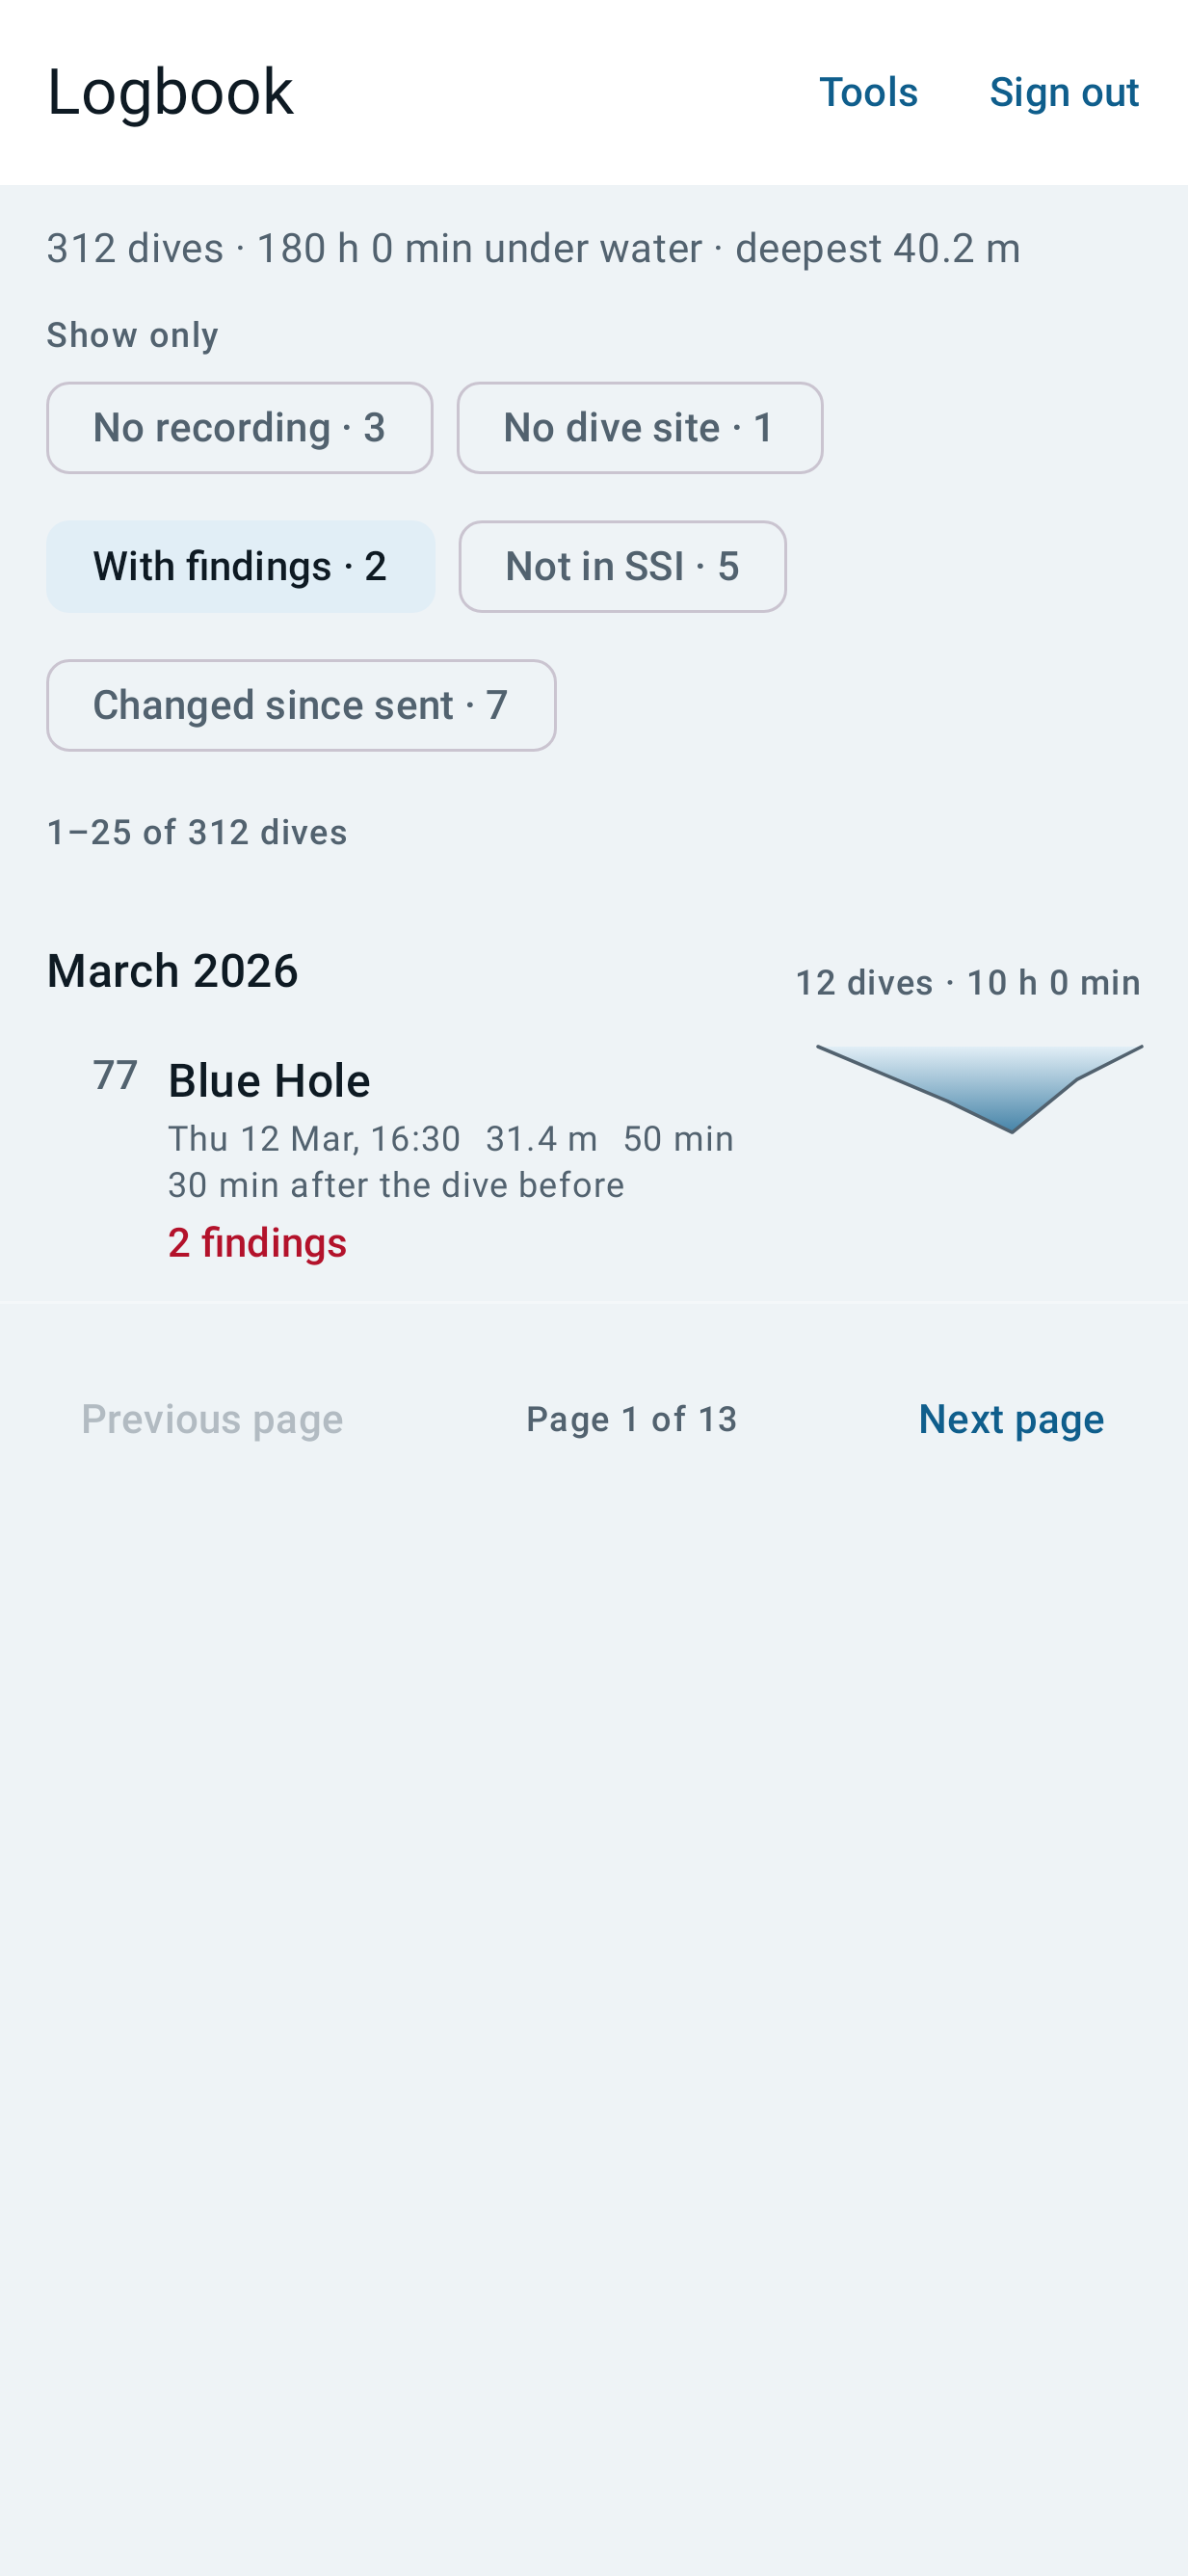 Logbook
Tools
Sign out
312 dives · 180 h 0 min under water · deepest 40.2 m
Show only
No recording · 3
No dive site · 1
With findings · 2
Not in SSI · 5
Changed since sent · 7
1–25 of 312 dives
March 2026
12 dives · 10 h 0 min
77 Blue Hole
Thu 12 Mar, 16:30 31.4 m 50 min
30 min after the dive before
2 findings
Previous page
Page 1 of 13
Next page